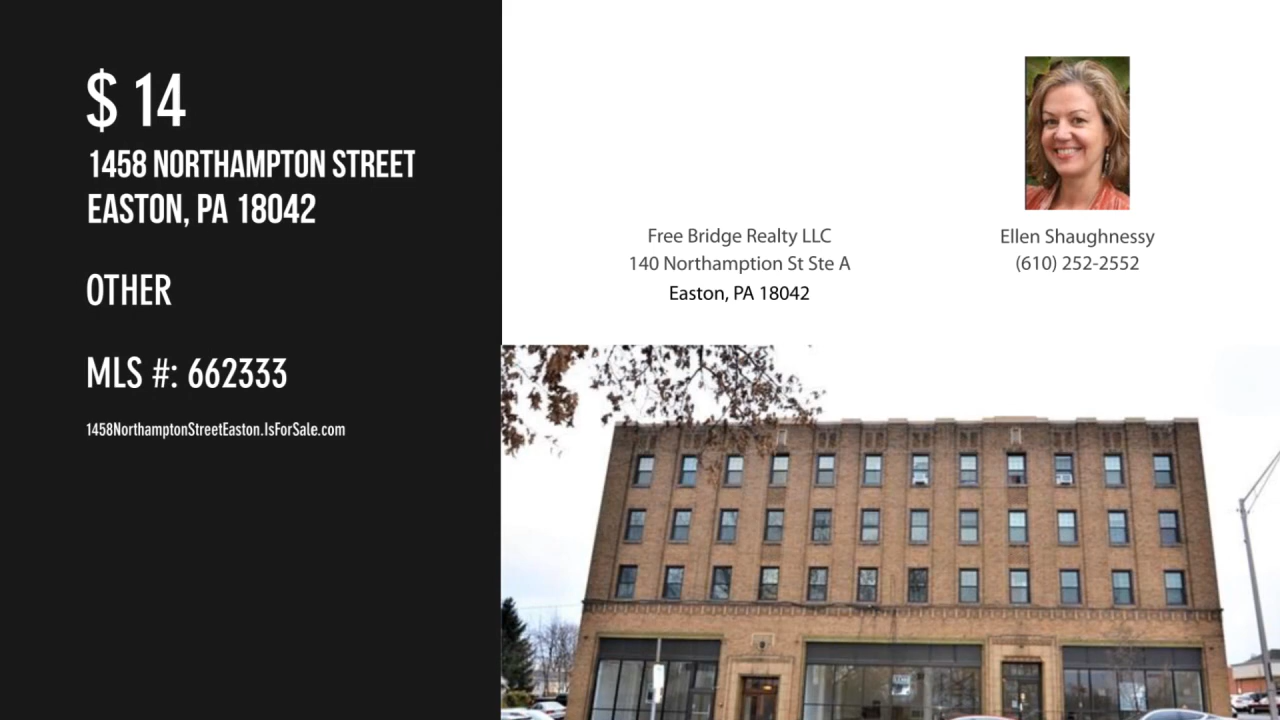 $ 14
1458 NORTHAMPTON STREET
EASTON, PA 18042
OTHER
MLS #: 662333
1458NorthamptonStreetEaston.IsForSale.com
Free Bridge Realty LLC
140 Northamption St Ste A
Easton, PA 18042
Ellen Shaughnessy
(610) 252-2552